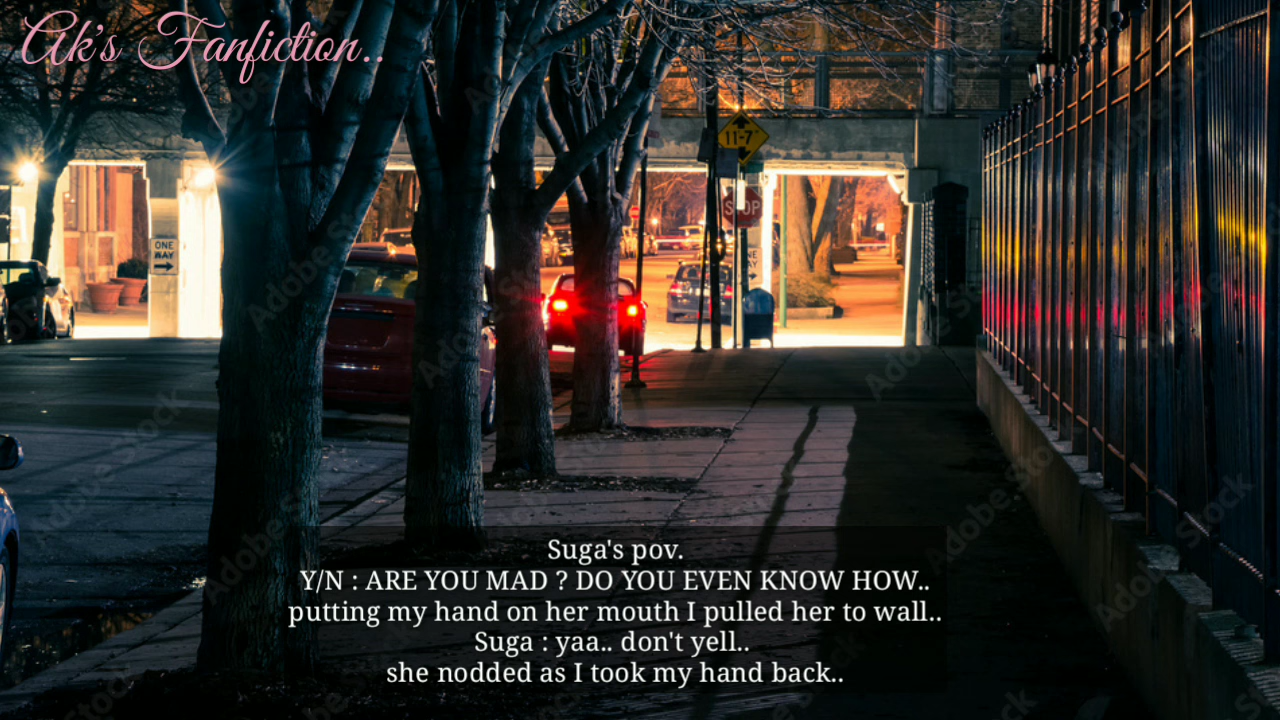 Ak's Fanfiction..
11'-7"
STOP
ONE
WAY
Suga's pov.
Y/N : ARE YOU MAD ? DO YOU EVEN KNOW HOW..
putting my hand on her mouth I pulled her to wall..
Suga : yaa.. don't yell..
she nodded as I took my hand back..
Adobe Stock